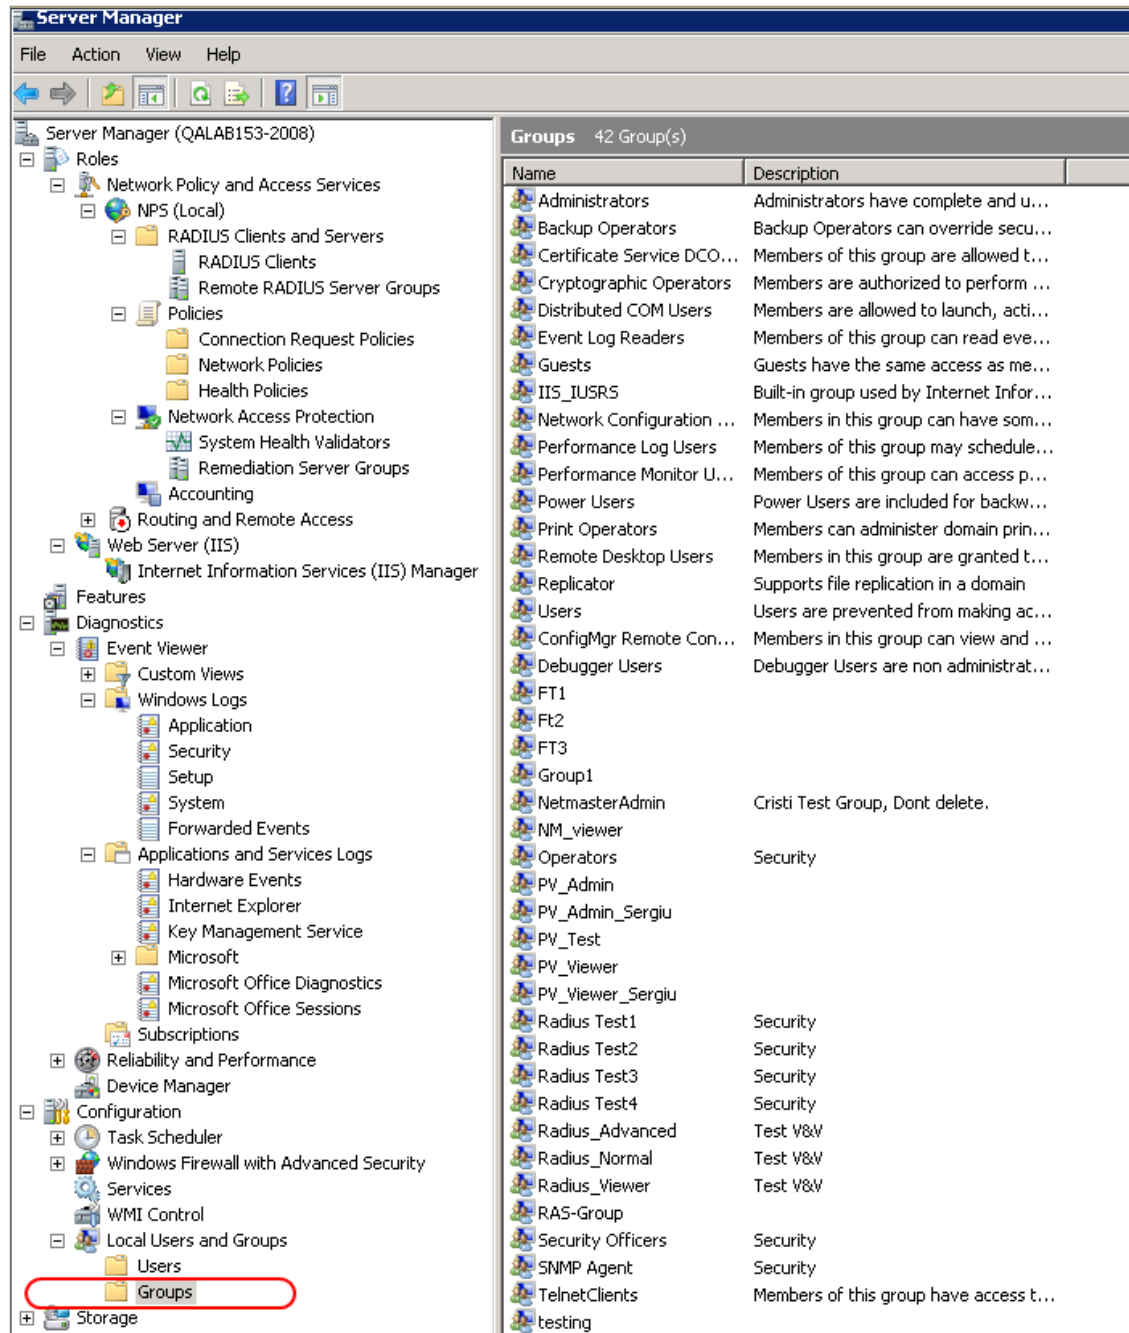 Server Manager
File Action View Help
Server Manager (QALAB153-2008)
Roles
Network Policy and Access Services
NPS (Local)
RADIUS Clients and Servers
RADIUS Clients
Remote RADIUS Server Groups
Policies
Connection Request Policies
Network Policies
Health Policies
Network Access Protection
System Health Validators
Remediation Server Groups
Accounting
Routing and Remote Access
Web Server (IIS)
Internet Information Services (IIS) Manager
Features
Diagnostics
Event Viewer
Custom Views
Windows Logs
Application
Security
Setup
System
Forwarded Events
Applications and Services Logs
Hardware Events
Internet Explorer
Key Management Service
Microsoft
Microsoft Office Diagnostics
Microsoft Office Sessions
Subscriptions
Reliability and Performance
Device Manager
Configuration
Task Scheduler
Windows Firewall with Advanced Security
Services
WMI Control
Local Users and Groups
Users
Groups
Storage
Groups 42 Group(s)
Name Description
Administrators Administrators have complete and u...
Backup Operators Backup Operators can override secu...
Certificate Service DCO... Members of this group are allowed t...
Cryptographic Operators Members are authorized to perform ...
Distributed COM Users Members are allowed to launch, acti...
Event Log Readers Members of this group can read eve...
Guests Guests have the same access as me...
IIS_IUSRS Built-in group used by Internet Infor...
Network Configuration ... Members in this group can have som...
Performance Log Users Members of this group may schedule...
Performance Monitor U... Members of this group can access p...
Power Users Power Users are included for backw...
Print Operators Members can administer domain prin...
Remote Desktop Users Members in this group are granted t...
Replicator Supports file replication in a domain
Users Users are prevented from making ac...
ConfigMgr Remote Con... Members in this group can view and ...
Debugger Users Debugger Users are non administrat...
FT1
Ft2
FT3
Group1
NetmasterAdmin Cristi Test Group, Dont delete.
NM_viewer
Operators Security
PV_Admin
PV_Admin_Sergiu
PV_Test
PV_Viewer
PV_Viewer_Sergiu
Radius Test1 Security
Radius Test2 Security
Radius Test3 Security
Radius Test4 Security
Radius_Advanced Test V&V
Radius_Normal Test V&V
Radius_Viewer Test V&V
RAS-Group
Security Officers Security
SNMP Agent Security
TelnetClients Members of this group have access t...
testing